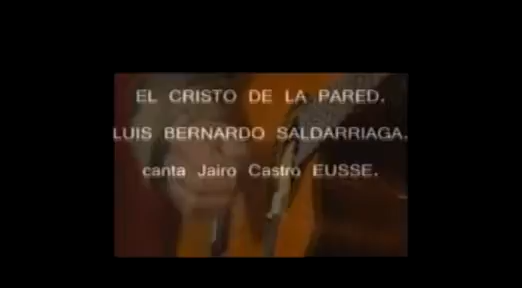 EL CRISTO DE LA PARED.
LUIS BERNARDO SALDARRIAGA.
canta Jairo Castro EUSSE.